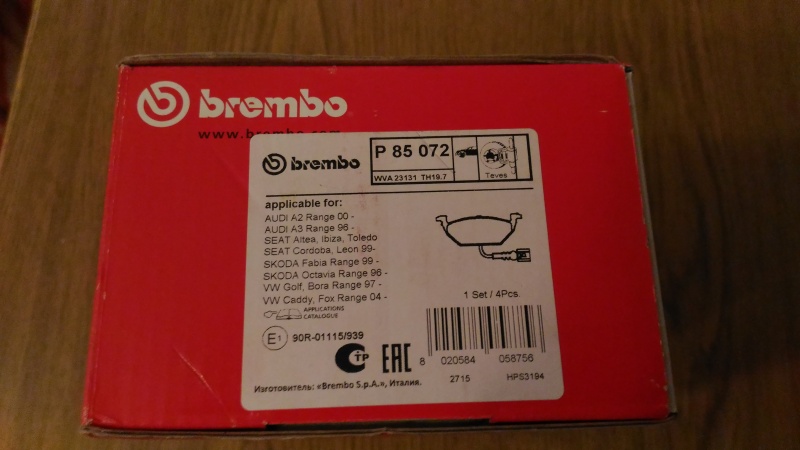 brembo
www.brembo.com
brembo
P 85 072
WVA 23131 TH19.7
Teves
applicable for:
AUDI A2 Range 00 -
AUDI A3 Range 96 -
SEAT Altea, Ibiza, Toledo
SEAT Cordoba, Leon 99-
SKODA Fabia Range 99 -
SKODA Octavia Range 96 -
VW Golf, Bora Range 97 -
VW Caddy, Fox Range 04 -
APPLICATIONS
CATALOGUE
1 Set / 4Pcs.
E1 90R-01115/939
СТР
EAC
8 020584 058756
2715 HPS3194
Изготовитель: «Brembo S.p.A.», Италия.